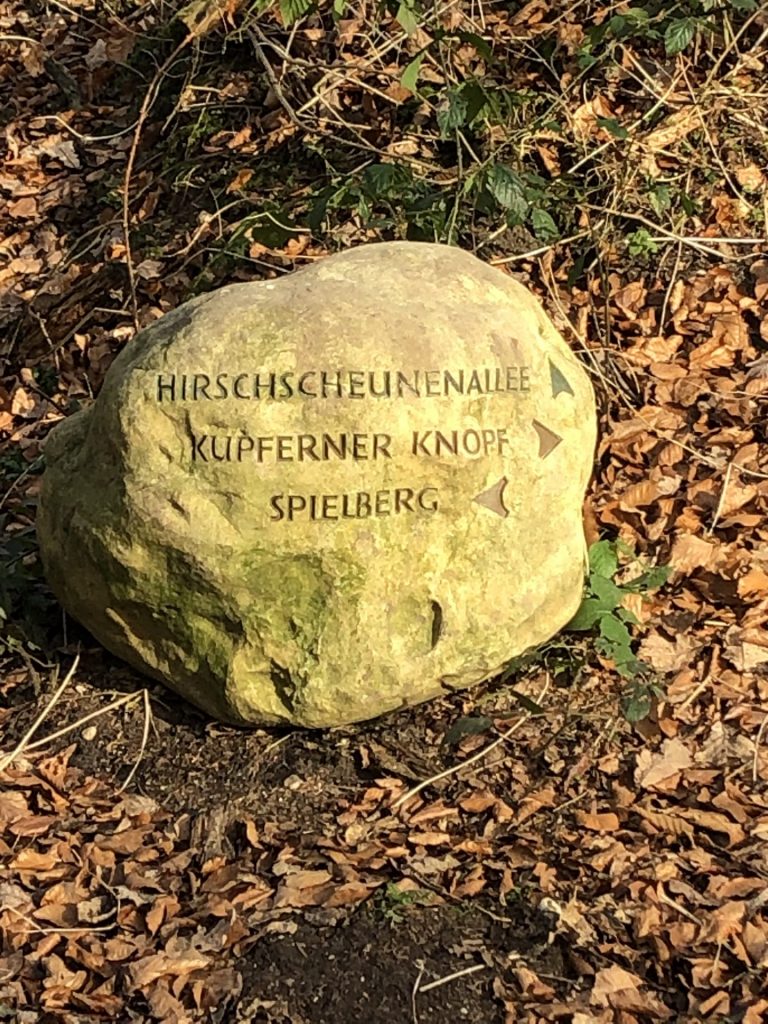 HIRSCHSCHEUNENALLEE
KUPFERNER KNOPF
SPIELBERG